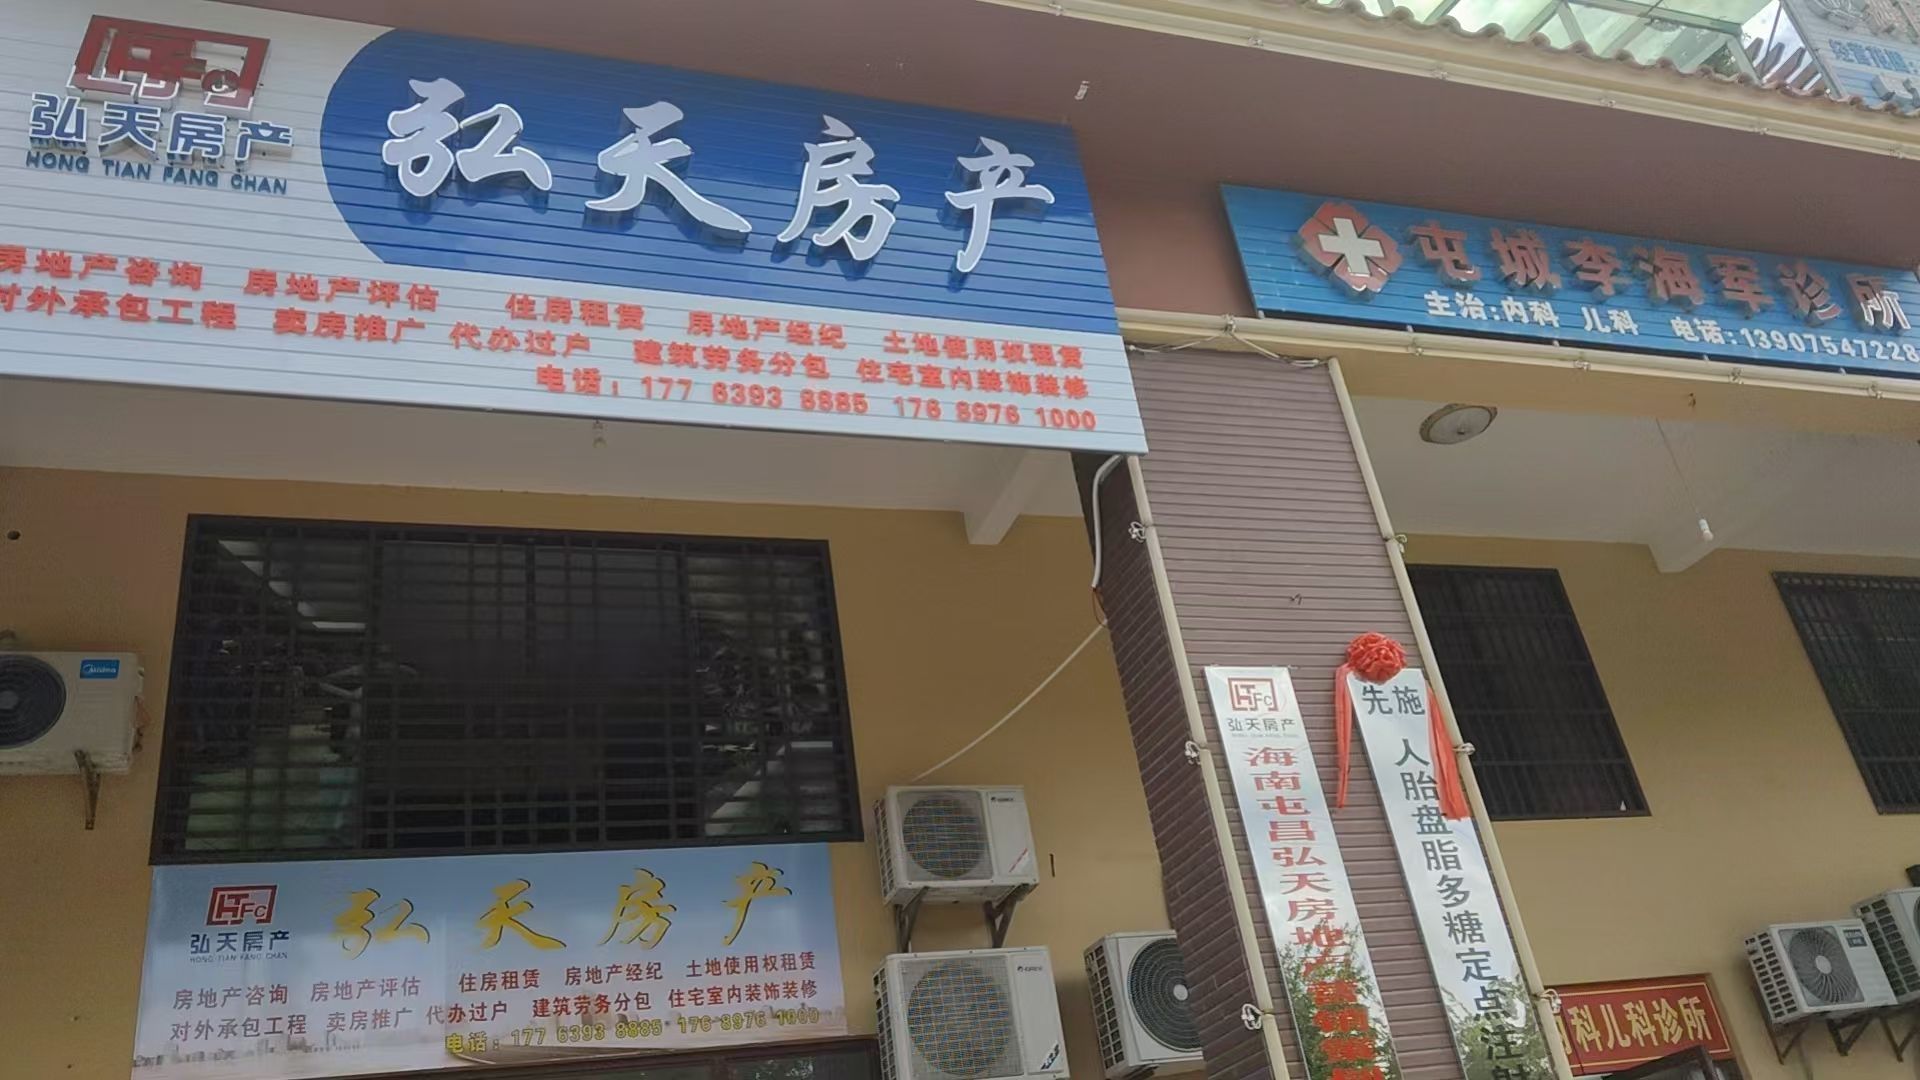 HTFC
弘天房产
HONG TIAN FANG CHAN
弘天房产
房地产咨询 房地产评估 住房租赁 房地产经纪 土地使用权租赁
对外承包工程 卖房推广 代办过户 建筑劳务分包 住宅室内装饰装修
电话：177 6393 8885 176 8976 1000
屯城李海军诊所
主治:内科 儿科 电话:13907547228
Midea
HTFC
弘天房产
HONG TIAN FANG CHAN
弘天房产
房地产咨询 房地产评估 住房租赁 房地产经纪 土地使用权租赁
对外承包工程 卖房推广 代办过户 建筑劳务分包 住宅室内装饰装修
电话：177 6393 8885 176 8976 1000
GREE
GREE
HTFC
弘天房产
海南屯昌弘天房地产营销策划
先施
人胎盘脂多糖定点注射
内科儿科诊所